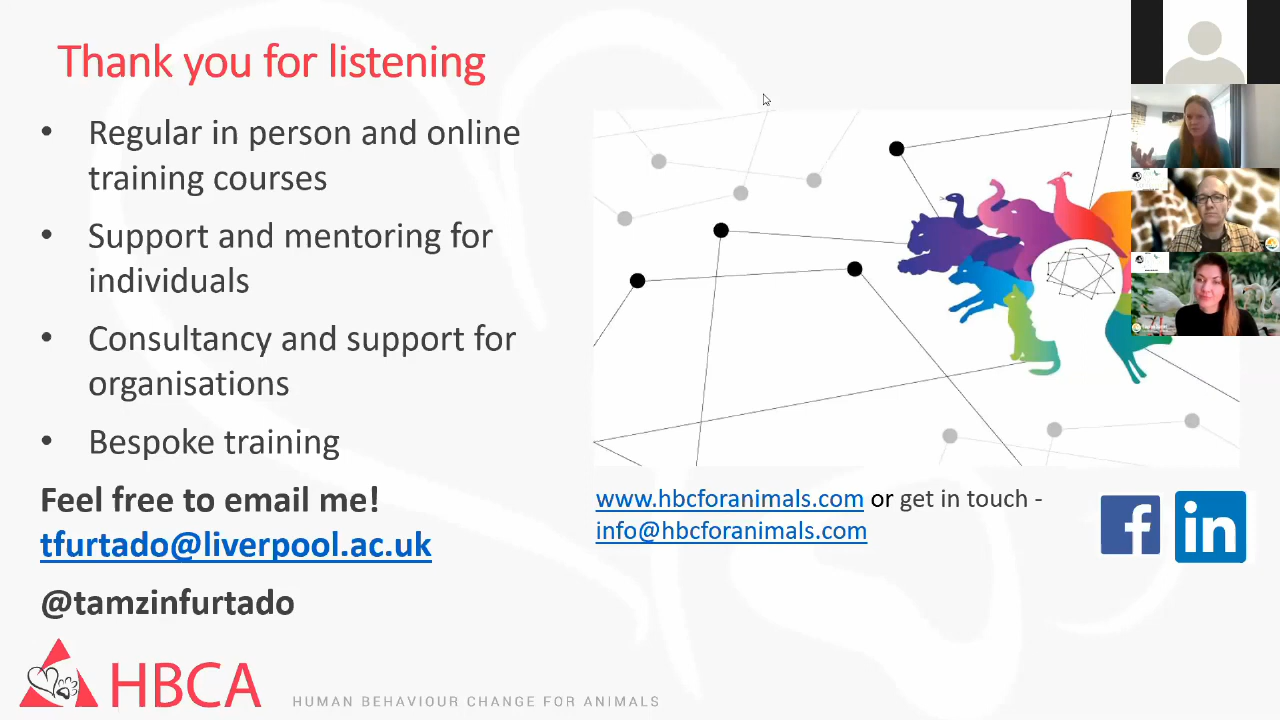 Thank you for listening
• Regular in person and online
training courses
• Support and mentoring for
individuals
• Consultancy and support for
organisations
• Bespoke training
Feel free to email me!
tfurtado@liverpool.ac.uk
@tamzinfurtado
www.hbcforanimals.com or get in touch -
info@hbcforanimals.com
f
in
HBCA
HUMAN BEHAVIOUR CHANGE FOR ANIMALS